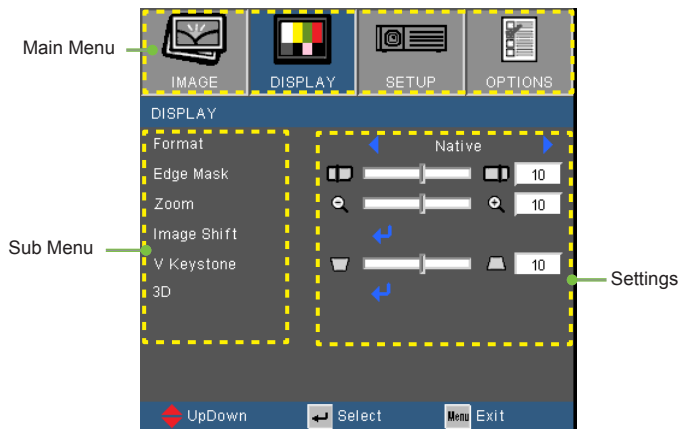 Main Menu
IMAGE DISPLAY SETUP OPTIONS
DISPLAY
Format Native
Edge Mask 10
Zoom 10
Image Shift
Sub Menu
V Keystone 10
Settings
3D
UpDown Select Menu Exit